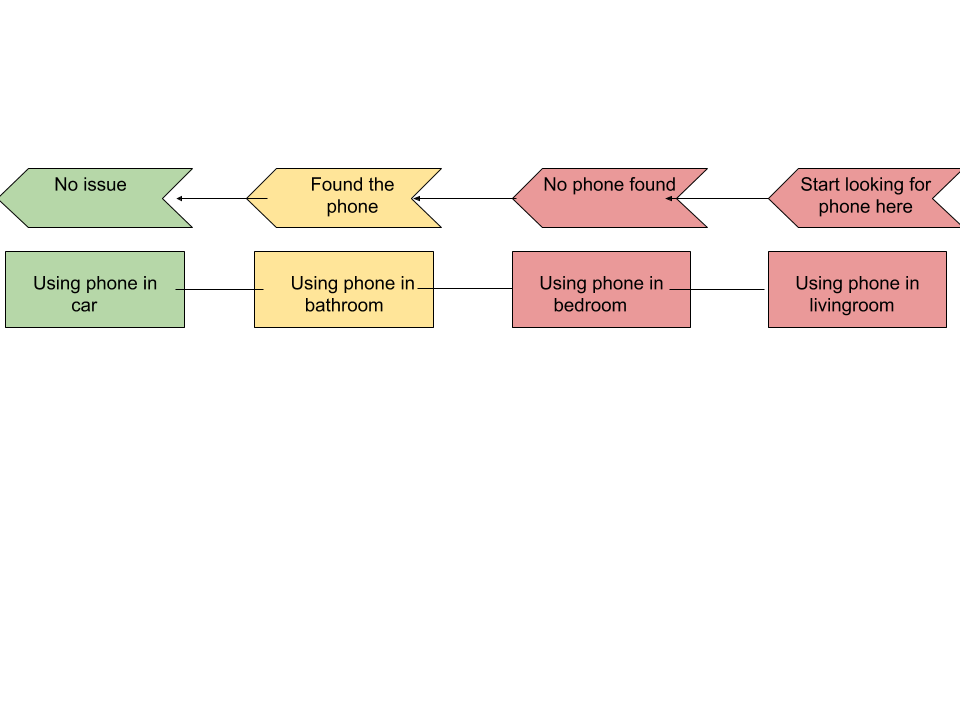 No issue
Found the
phone
No phone found
Start looking for
phone here
Using phone in
car
Using phone in
bathroom
Using phone in
bedroom
Using phone in
livingroom